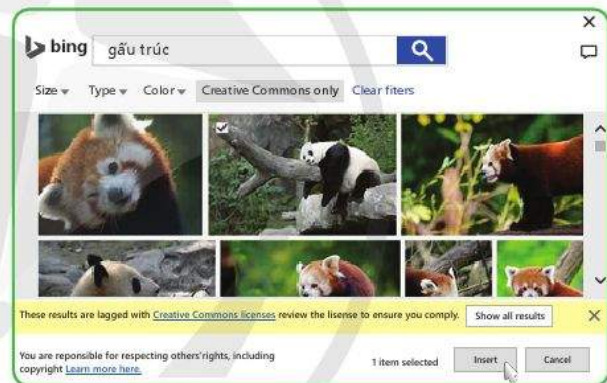 bing gấu trúc
Size Type Color Creative Commons only Clear fiters
These results are lagged with Creative Commons licenses review the lisense to ensure you comply. Show all results
You are reponsible for respecting others'rights, including
copyright Learn more here.
1 item selected Insert Cancel